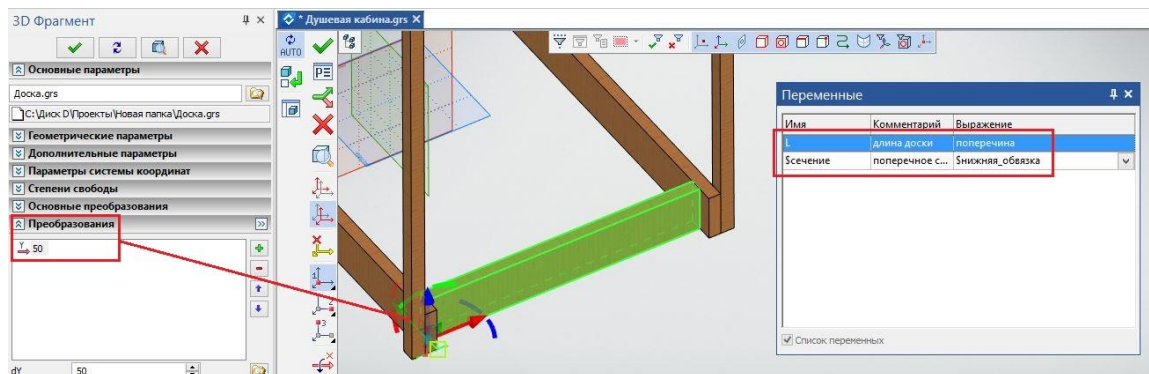 3D Фрагмент
Основные параметры
Доска.grs
C:\Диск D\Проекты\Новая папка\Доска.grs
Геометрические параметры
Дополнительные параметры
Параметры системы координат
Степени свободы
Основные преобразования
Преобразования
Y 50
dY 50
* Душевая кабина.grs
AUTO
Переменные
Имя Комментарий Выражение
L длина доски поперечина
$сечение поперечное с... $нижняя_обвязка
Список переменных